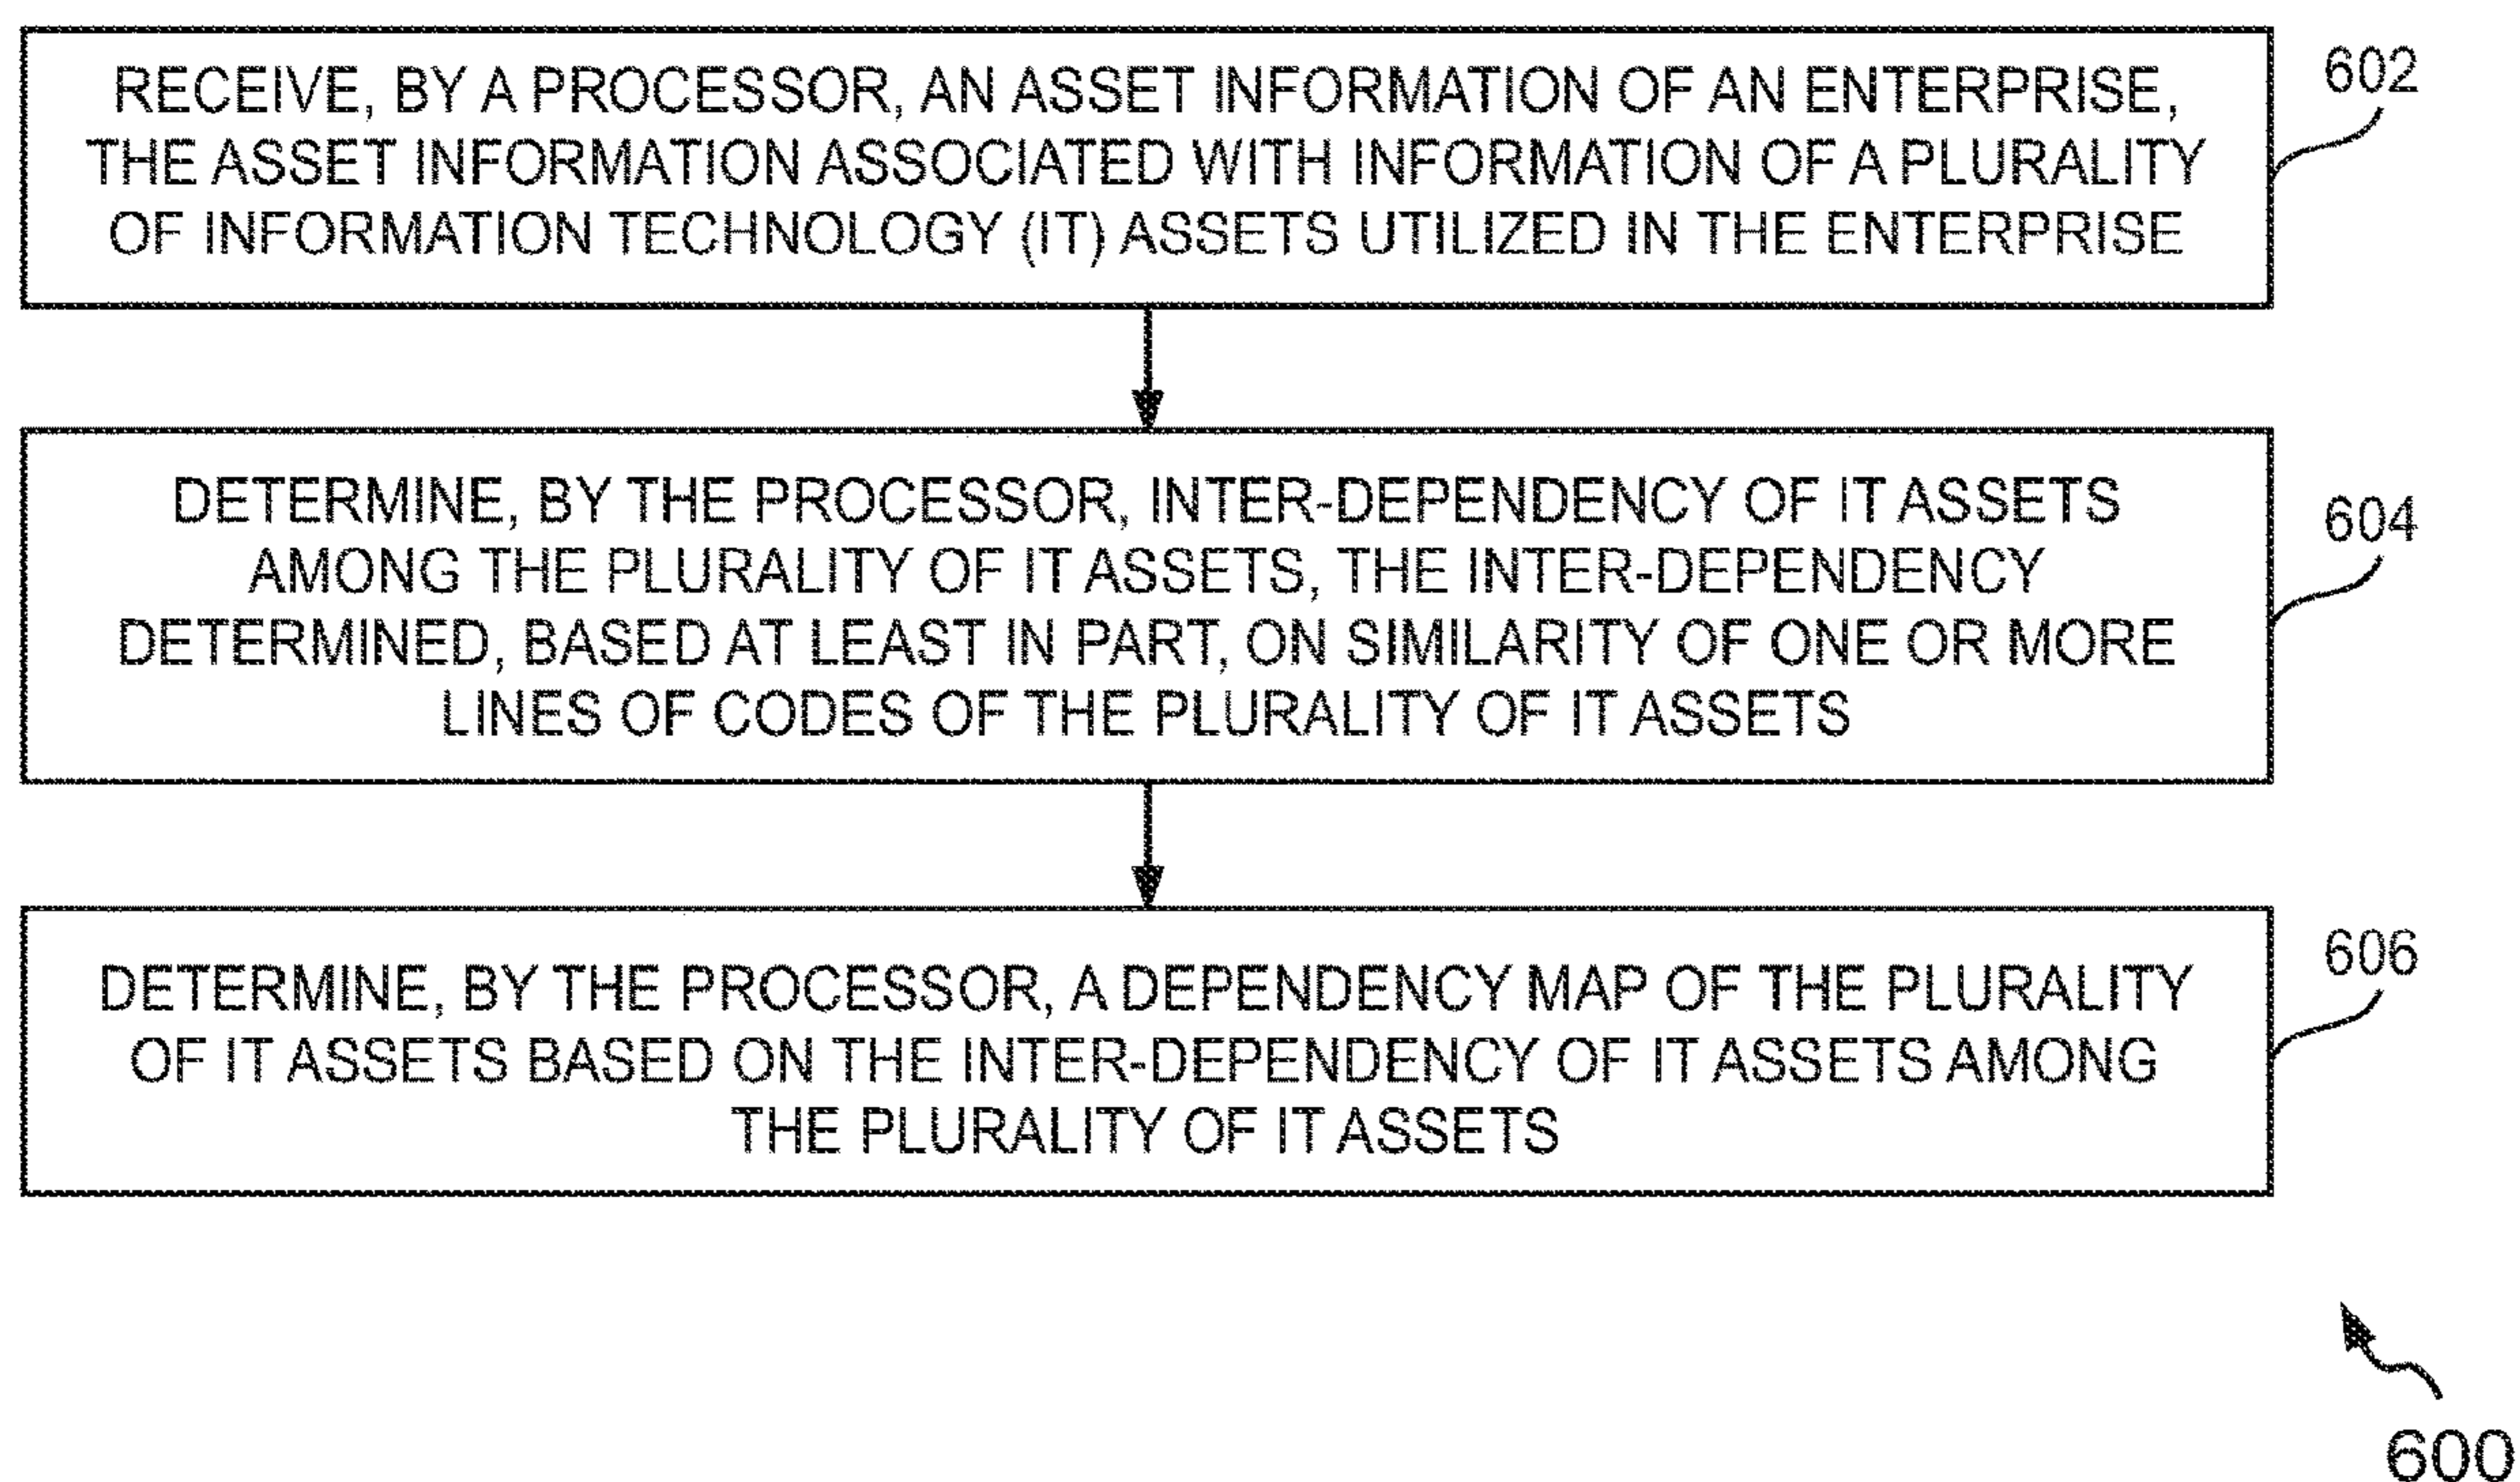 RECEIVE, BY A PROCESSOR, AN ASSET INFORMATION OF AN ENTERPRISE,
THE ASSET INFORMATION ASSOCIATED WITH INFORMATION OF A PLURALITY
OF INFORMATION TECHNOLOGY (IT) ASSETS UTILIZED IN THE ENTERPRISE
602
DETERMINE, BY THE PROCESSOR, INTER-DEPENDENCY OF IT ASSETS
AMONG THE PLURALITY OF IT ASSETS, THE INTER-DEPENDENCY
DETERMINED, BASED AT LEAST IN PART, ON SIMILARITY OF ONE OR MORE
LINES OF CODES OF THE PLURALITY OF IT ASSETS
604
DETERMINE, BY THE PROCESSOR, A DEPENDENCY MAP OF THE PLURALITY
OF IT ASSETS BASED ON THE INTER-DEPENDENCY OF IT ASSETS AMONG
THE PLURALITY OF IT ASSETS
606
600